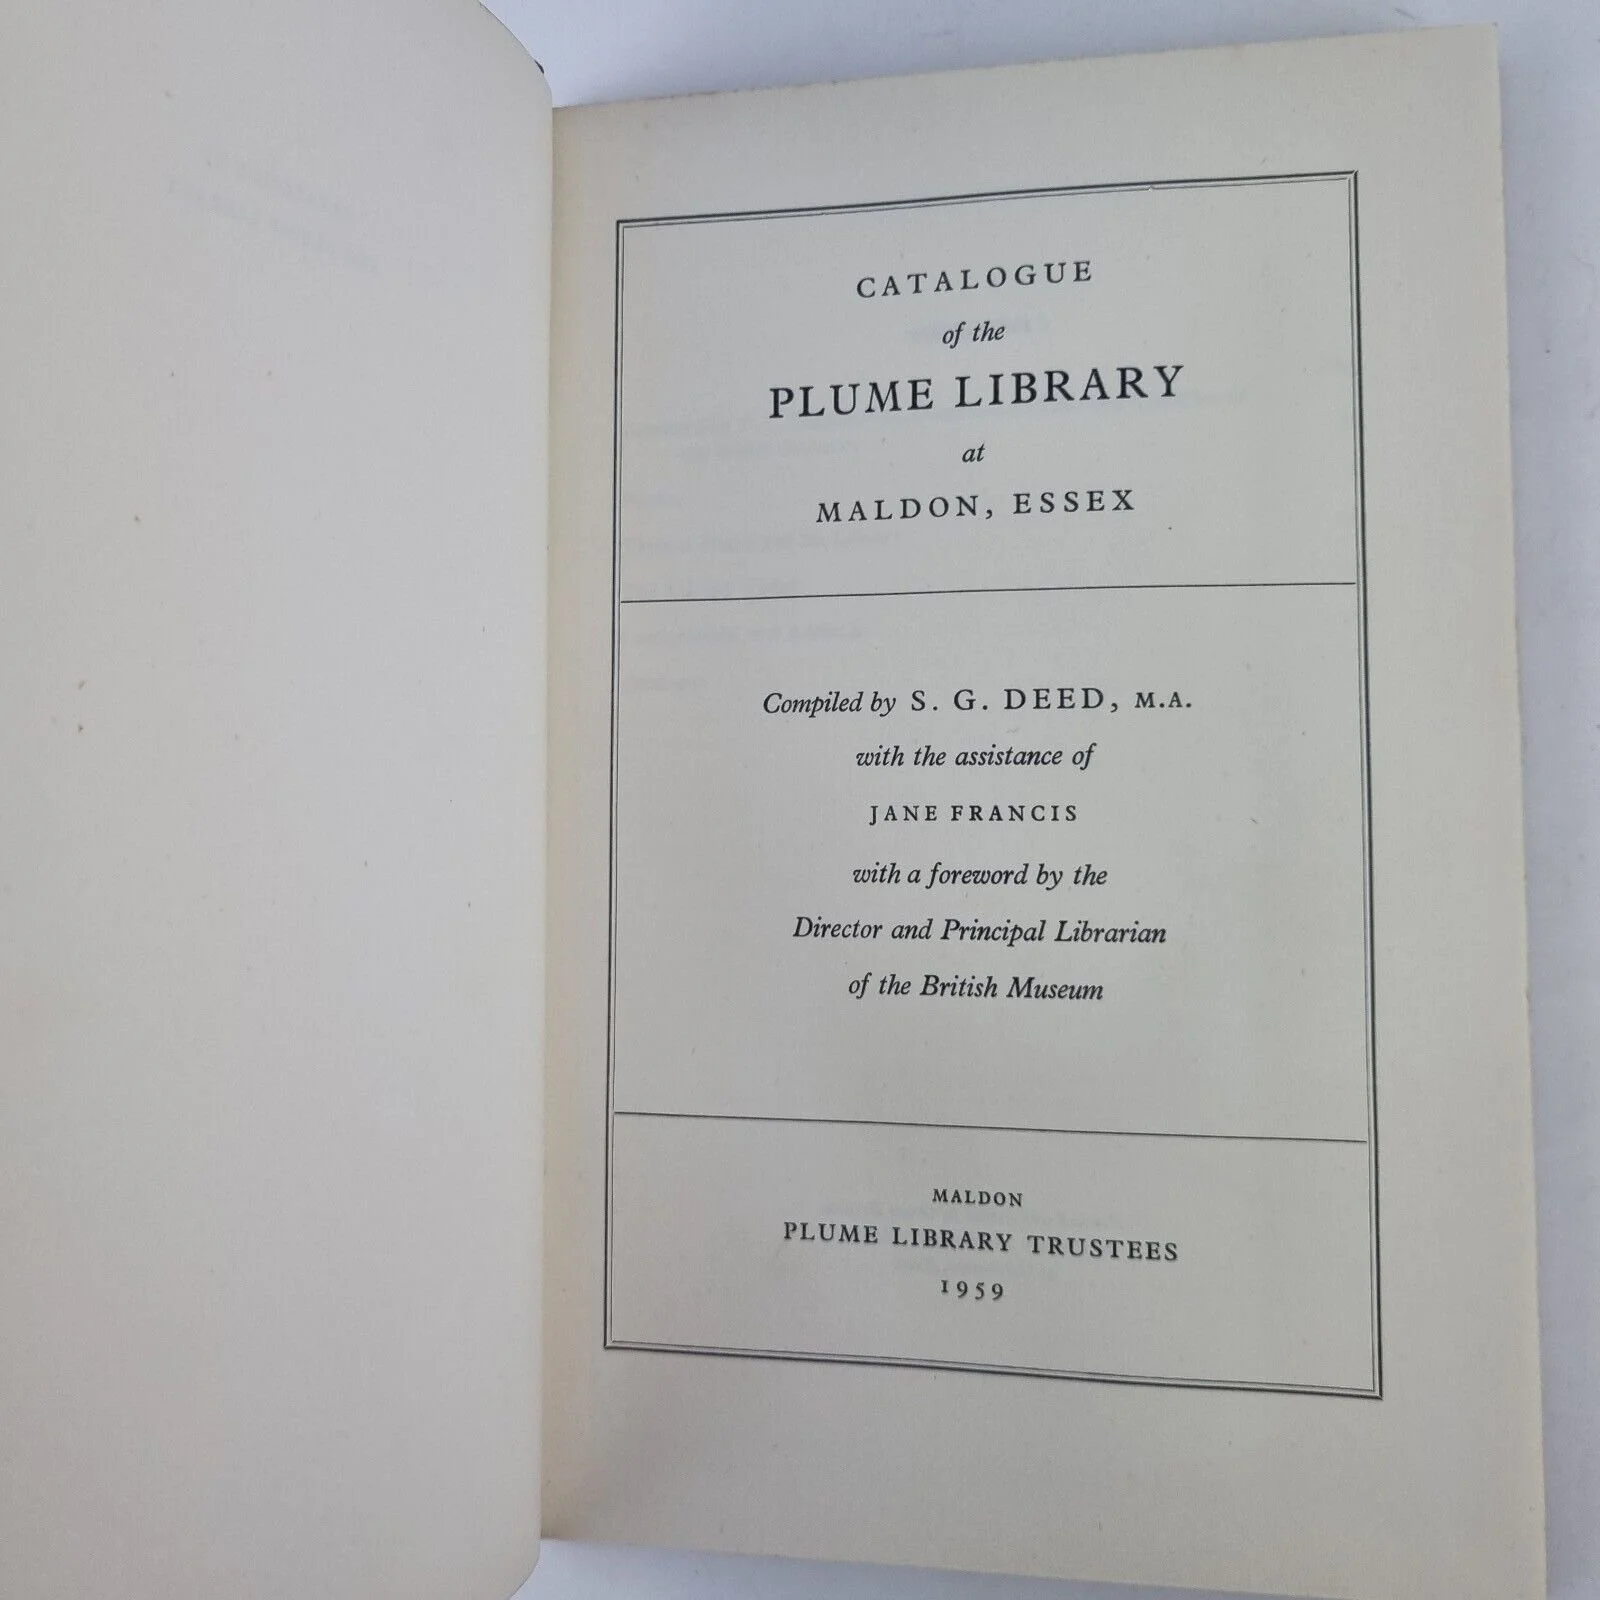 CATALOGUE
of the
PLUME LIBRARY
at
MALDON, ESSEX
Compiled by S. G. DEED, M.A.
with the assistance of
JANE FRANCIS
with a foreword by the
Director and Principal Librarian
of the British Museum
MALDON
PLUME LIBRARY TRUSTEES
1959